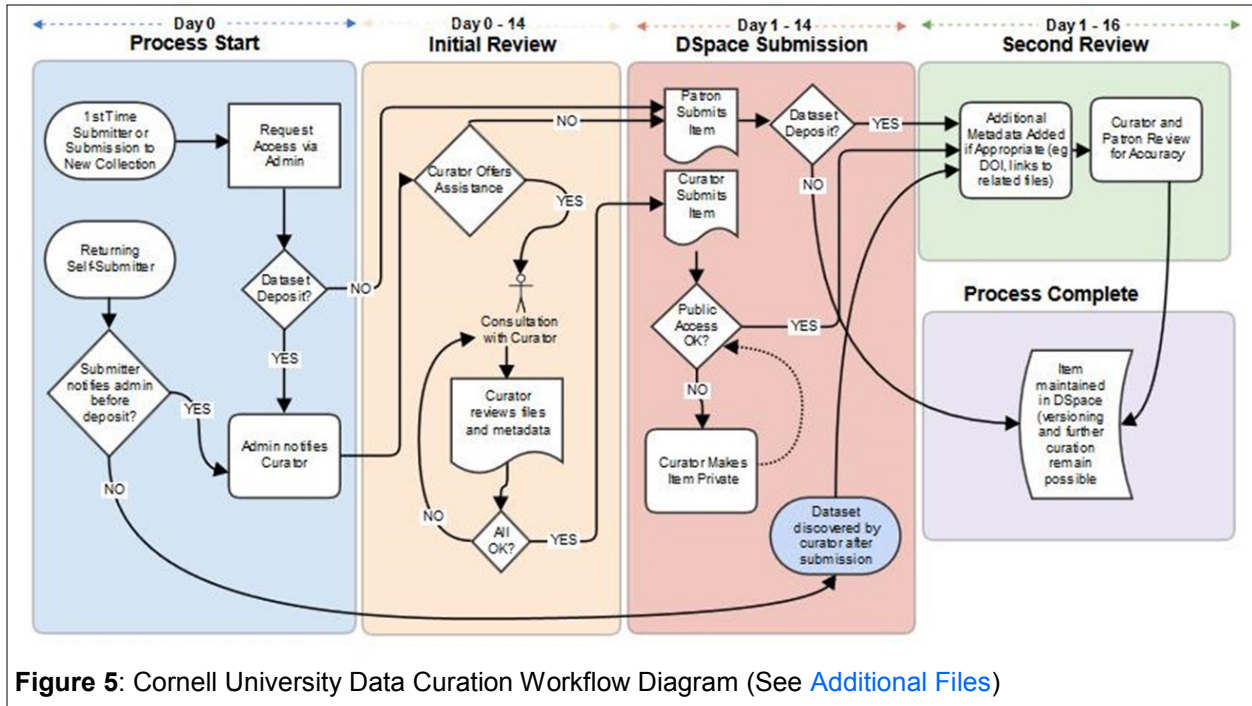 Day 0
Process Start
Day 0 - 14
Initial Review
Day 1 - 14
DSpace Submission
Day 1 - 16
Second Review
1st Time
Submitter or
Submission to
New Collection
Request
Access via
Admin
Returning
Self-Submitter
Dataset
Deposit?
NO
YES
Submitter
notifies admin
before
deposit?
YES
NO
Admin notifies
Curator
Curator Offers
Assistance
NO
YES
Consultation
with Curator
Curator
reviews files
and metadata
NO
All
OK?
YES
Patron
Submits
Item
Dataset
Deposit?
YES
NO
Curator
Submits
Item
Public
Access
OK?
YES
NO
Curator Makes
Item Private
Dataset
discovered by
curator after
submission
Additional
Metadata Added
if Appropriate (eg
DOI, links to
related files)
Curator and
Patron Review
for Accuracy
Process Complete
Item
maintained
in DSpace
(versioning
and further
curation
remain
possible
Figure 5: Cornell University Data Curation Workflow Diagram (See Additional Files)